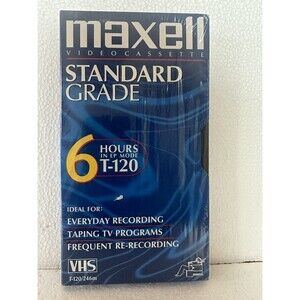 maxell
VIDEOCASSETTE
STANDARD
GRADE
6 HOURS
IN EP MODE
T-120
IDEAL FOR:
EVERYDAY RECORDING
TAPING TV PROGRAMS
FREQUENT RE-RECORDING
VHS
T-120/246m